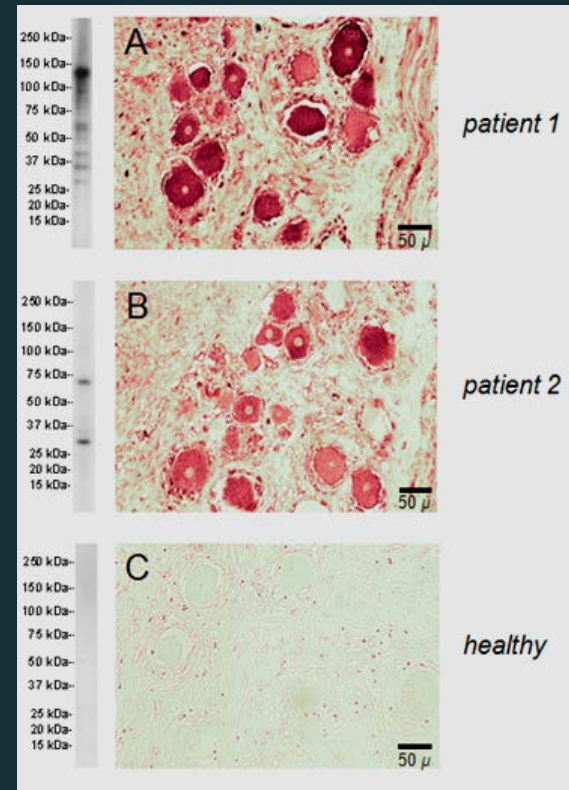 250 kDa-
150 kDa-
100 kDa-
75 kDa-
50 kDa-
37 kDa-
25 kDa-
20 kDa-
15 kDa-
A
50 µ
patient 1
250 kDa-
150 kDa-
100 kDa-
75 kDa-
50 kDa-
37 kDa-
25 kDa-
20 kDa-
15 kDa-
B
50 µ
patient 2
250 kDa-
150 kDa-
100 kDa-
75 kDa-
50 kDa-
37 kDa-
25 kDa-
20 kDa-
15 kDa-
C
50 µ
healthy